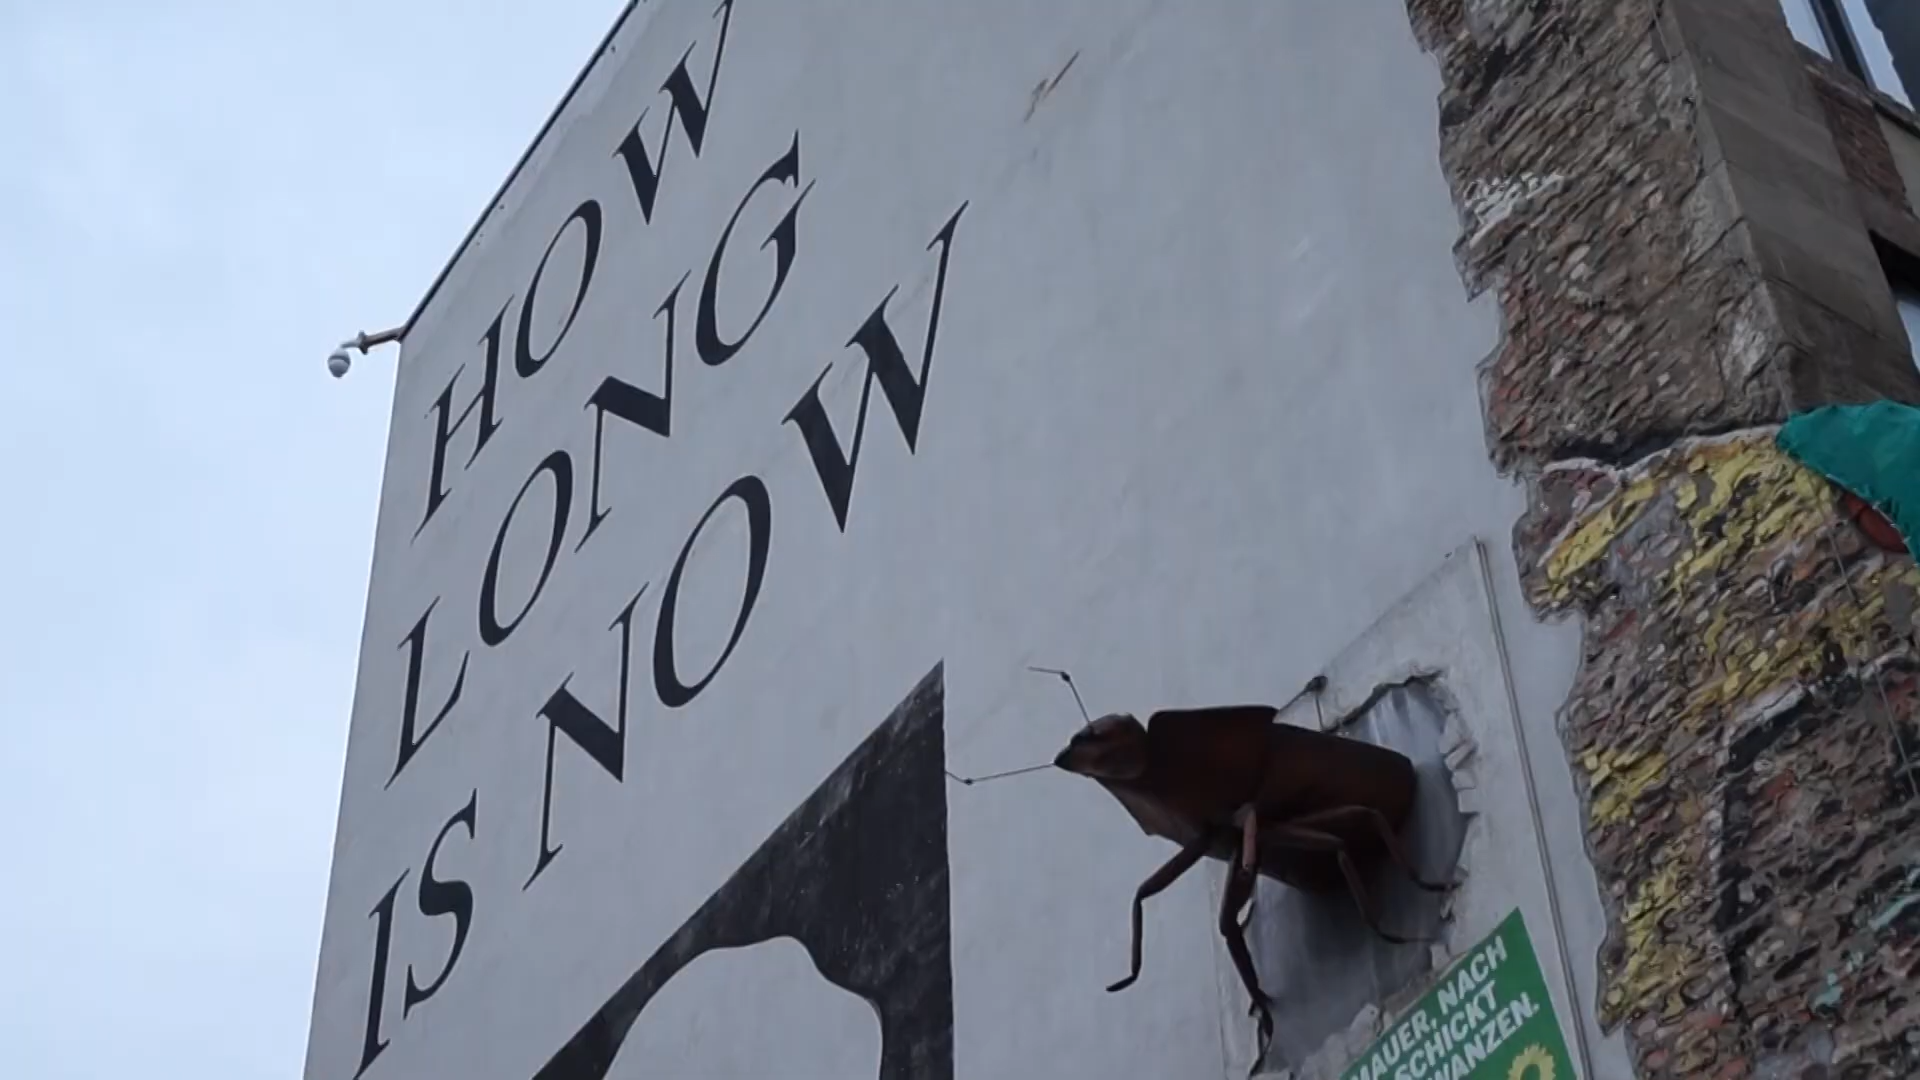 HOW
LONG
IS NOW
MAUER, NACH
SCHICKT
WANZEN.